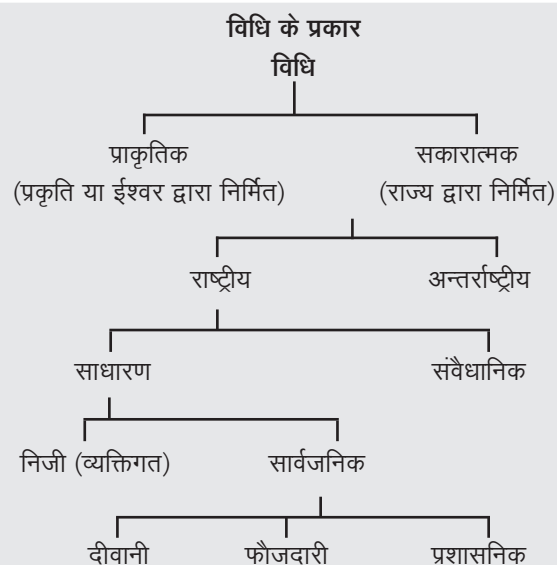 विधि के प्रकार
विधि
प्राकृतिक सकारात्मक
(प्रकृति या ईश्वर द्वारा निर्मित) (राज्य द्वारा निर्मित)
राष्ट्रीय अन्तर्राष्ट्रीय
साधारण संवैधानिक
निजी (व्यक्तिगत) सार्वजनिक
दीवानी फौजदारी प्रशासनिक